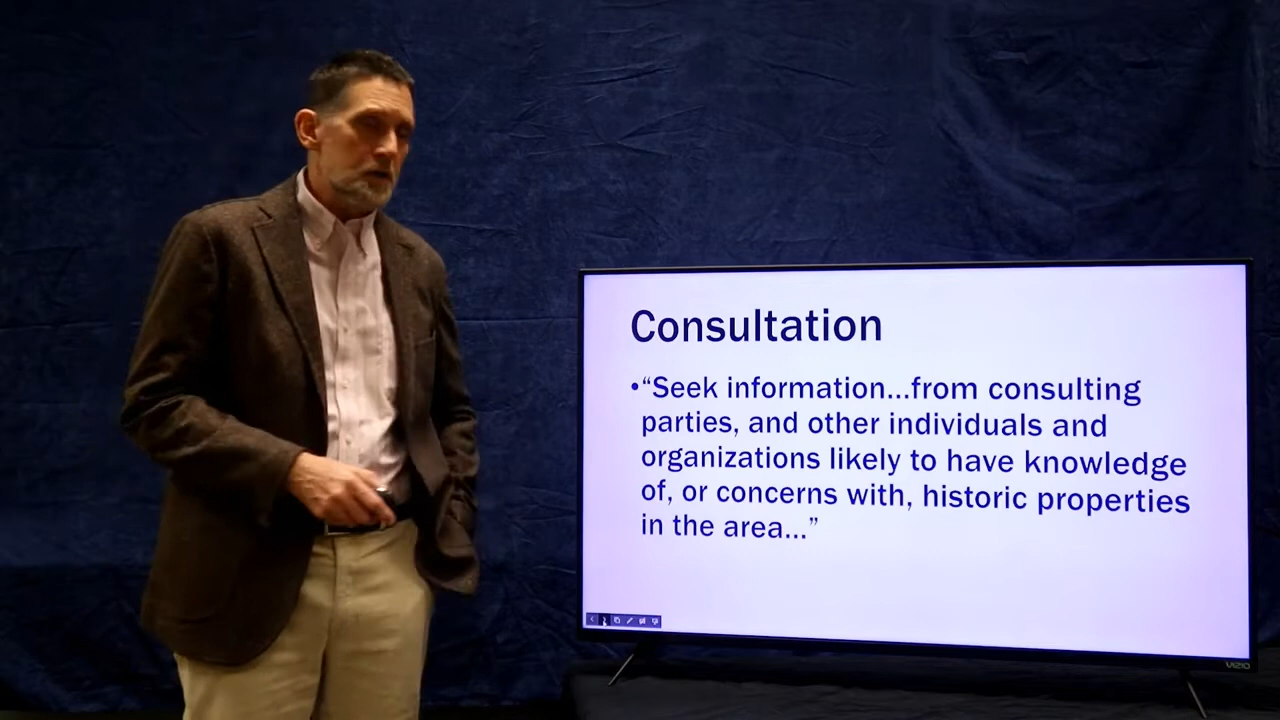 Consultation
•“Seek information...from consulting
parties, and other individuals and
organizations likely to have knowledge
of, or concerns with, historic properties
in the area...”
VIZIO